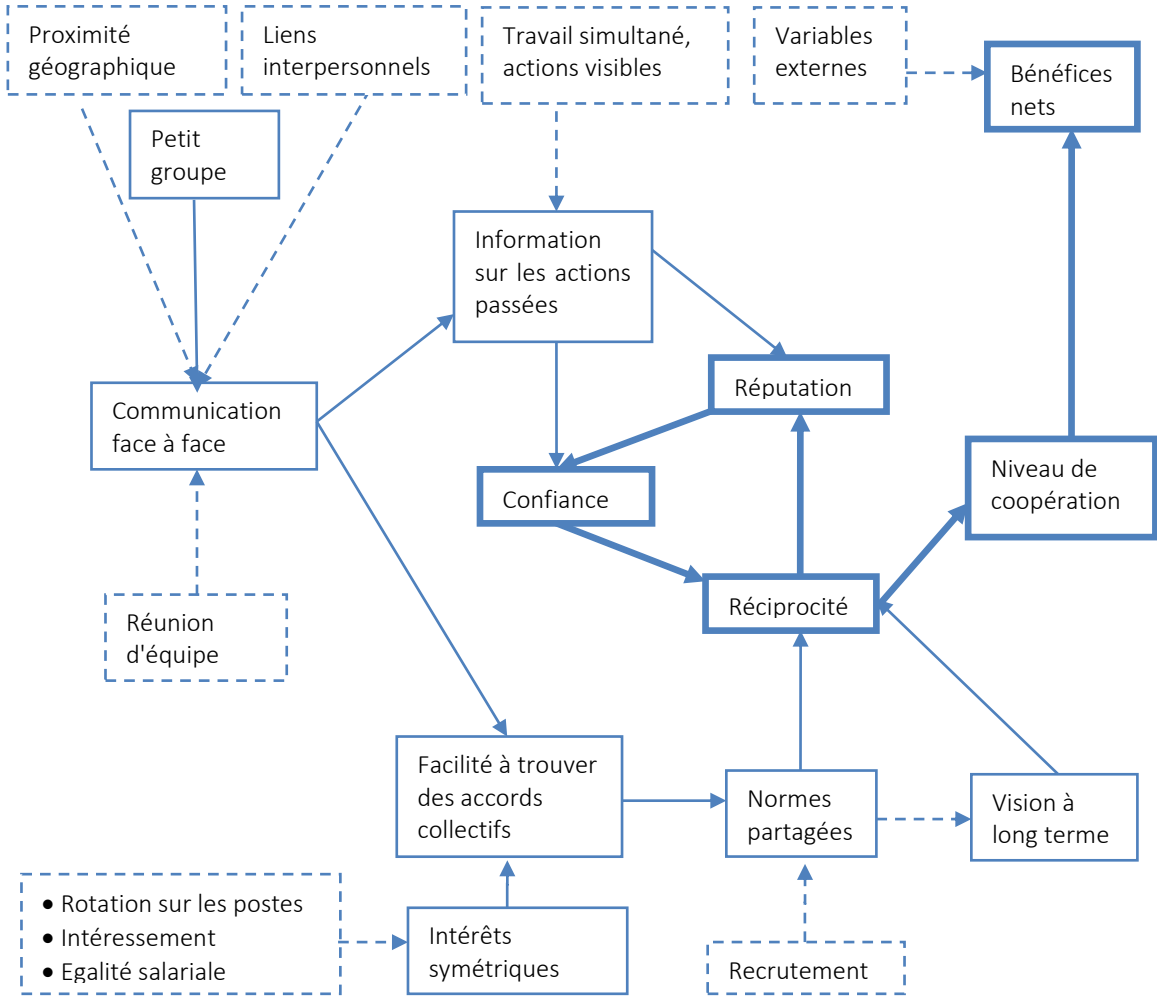 Proximité
géographique
Liens
interpersonnels
Travail simultané,
actions visibles
Variables
externes
Bénéfices
nets
Petit
groupe
Information
sur les actions
passées
Réputation
Communication
face à face
Confiance
Niveau de
coopération
Réciprocité
Réunion
d'équipe
Facilité à trouver
des accords
collectifs
Normes
partagées
Vision à
long terme
• Rotation sur les postes
• Intéressement
• Egalité salariale
Intérêts
symétriques
Recrutement